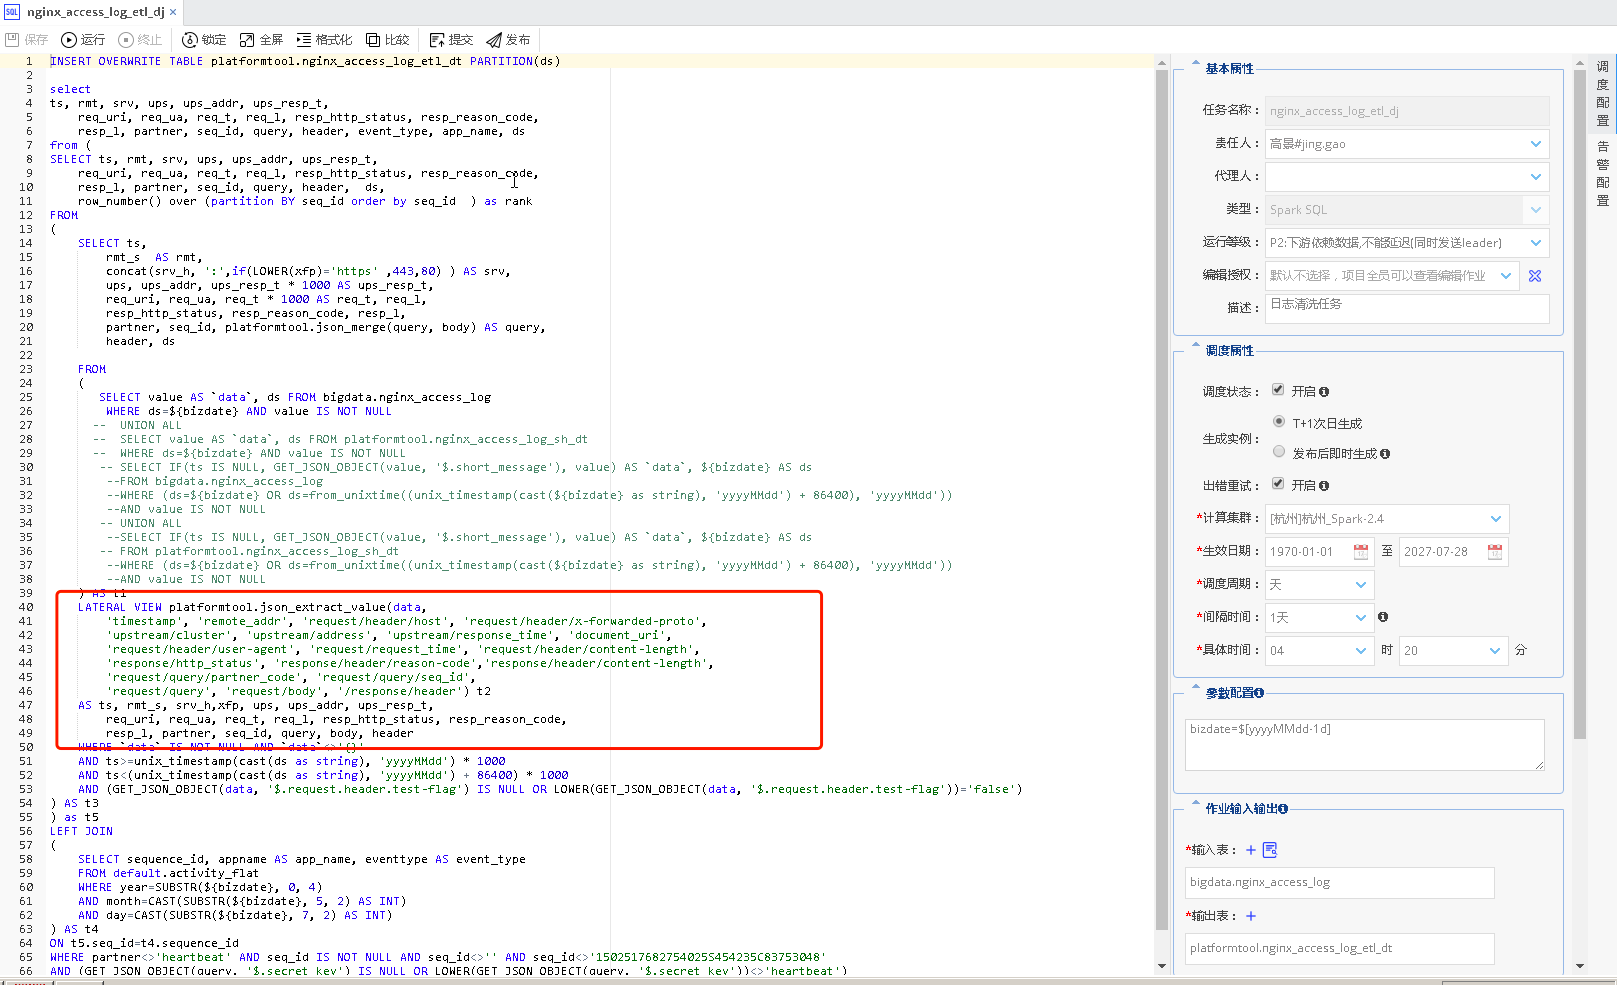 SQL nginx_access_log_etl_dj ×
保存 运行 终止 锁定 全屏 格式化 比较 提交 发布
1 INSERT OVERWRITE TABLE platformtool.nginx_access_log_etl_dt PARTITION(ds)
2
3 select
4 ts, rmt, srv, ups, ups_addr, ups_resp_t,
5 req_uri, req_ua, req_t, req_l, resp_http_status, resp_reason_code,
6 resp_l, partner, seq_id, query, header, event_type, app_name, ds
7 from (
8 SELECT ts, rmt, srv, ups, ups_addr, ups_resp_t,
9 req_uri, req_ua, req_t, req_l, resp_http_status, resp_reason_code,
10 resp_l, partner, seq_id, query, header,  ds,
11 row_number() over (partition BY seq_id order by seq_id  ) as rank
12 FROM
13 (
14 SELECT ts,
15 rmt_s  AS rmt,
16 concat(srv_h, ':',if(LOWER(xfp)='https' ,443,80) ) AS srv,
17 ups, ups_addr, ups_resp_t * 1000 AS ups_resp_t,
18 req_uri, req_ua, req_t * 1000 AS req_t, req_l,
19 resp_http_status, resp_reason_code, resp_l,
20 partner, seq_id, platformtool.json_merge(query, body) AS query,
21 header, ds
22
23 FROM
24 (
25 SELECT value AS `data`, ds FROM bigdata.nginx_access_log
26 WHERE ds=${bizdate} AND value IS NOT NULL
27 --  UNION ALL
28 --  SELECT value AS `data`, ds FROM platformtool.nginx_access_log_sh_dt
29 --  WHERE ds=${bizdate} AND value IS NOT NULL
30 -- SELECT IF(ts IS NULL, GET_JSON_OBJECT(value, '$.short_message'), value) AS `data`, ${bizdate} AS ds
31 --FROM bigdata.nginx_access_log
32 --WHERE (ds=${bizdate} OR ds=from_unixtime((unix_timestamp(cast(${bizdate} as string), 'yyyyMMdd') + 86400), 'yyyyMMdd'))
33 --AND value IS NOT NULL
34 -- UNION ALL
35 --SELECT IF(ts IS NULL, GET_JSON_OBJECT(value, '$.short_message'), value) AS `data`, ${bizdate} AS ds
36 -- FROM platformtool.nginx_access_log_sh_dt
37 --WHERE (ds=${bizdate} OR ds=from_unixtime((unix_timestamp(cast(${bizdate} as string), 'yyyyMMdd') + 86400), 'yyyyMMdd'))
38 --AND value IS NOT NULL
39 ) AS t1
40 LATERAL VIEW platformtool.json_extract_value(data,
41 'timestamp', 'remote_addr', 'request/header/host', 'request/header/x-forwarded-proto',
42 'upstream/cluster', 'upstream/address', 'upstream/response_time', 'document_uri',
43 'request/header/user-agent', 'request/request_time', 'request/header/content-length',
44 'response/http_status', 'response/header/reason-code','response/header/content-length',
45 'request/query/partner_code', 'request/query/seq_id',
46 'request/query', 'request/body', '/response/header') t2
47 AS ts, rmt_s, srv_h,xfp, ups, ups_addr, ups_resp_t,
48 req_uri, req_ua, req_t, req_l, resp_http_status, resp_reason_code,
49 resp_l, partner, seq_id, query, body, header
50 WHERE `data` IS NOT NULL AND `data`<>'{}'
51 AND ts>=unix_timestamp(cast(ds as string), 'yyyyMMdd') * 1000
52 AND ts<(unix_timestamp(cast(ds as string), 'yyyyMMdd') + 86400) * 1000
53 AND (GET_JSON_OBJECT(data, '$.request.header.test-flag') IS NULL OR LOWER(GET_JSON_OBJECT(data, '$.request.header.test-flag'))='false')
54 ) AS t3
55 ) as t5
56 LEFT JOIN
57 (
58 SELECT sequence_id, appname AS app_name, eventtype AS event_type
59 FROM default.activity_flat
60 WHERE year=SUBSTR(${bizdate}, 0, 4)
61 AND month=CAST(SUBSTR(${bizdate}, 5, 2) AS INT)
62 AND day=CAST(SUBSTR(${bizdate}, 7, 2) AS INT)
63 ) AS t4
64 ON t5.seq_id=t4.sequence_id
65 WHERE partner<>'heartbeat' AND seq_id IS NOT NULL AND seq_id<>'' AND seq_id<>'1502517682754025S454235C83753048'
66 AND (GET_JSON_OBJECT(query, '$.secret_key') IS NULL OR LOWER(GET_JSON_OBJECT(query, '$.secret_key'))<>'heartbeat')
基本属性
任务名称： nginx_access_log_etl_dj
责任人： 高景#jing.gao
代理人：
类型： Spark SQL
运行等级： P2:下游依赖数据,不能延迟(同时发送leader)
编辑授权： 默认不选择，项目全员可以查看编辑作业
描述： 日志清洗任务
调度属性
调度状态： 开启
生成实例： T+1次日生成
发布后即时生成
出错重试： 开启
*计算集群： [杭州]杭州_Spark-2.4
*生效日期： 1970-01-01 至 2027-07-28
*调度周期： 天
*间隔时间： 1天
*具体时间： 04 时 20 分
参数配置
bizdate=$[yyyyMMdd-1d]
作业输入输出
*输入表： +
bigdata.nginx_access_log
*输出表： +
platformtool.nginx_access_log_etl_dt
调度配置
告警配置